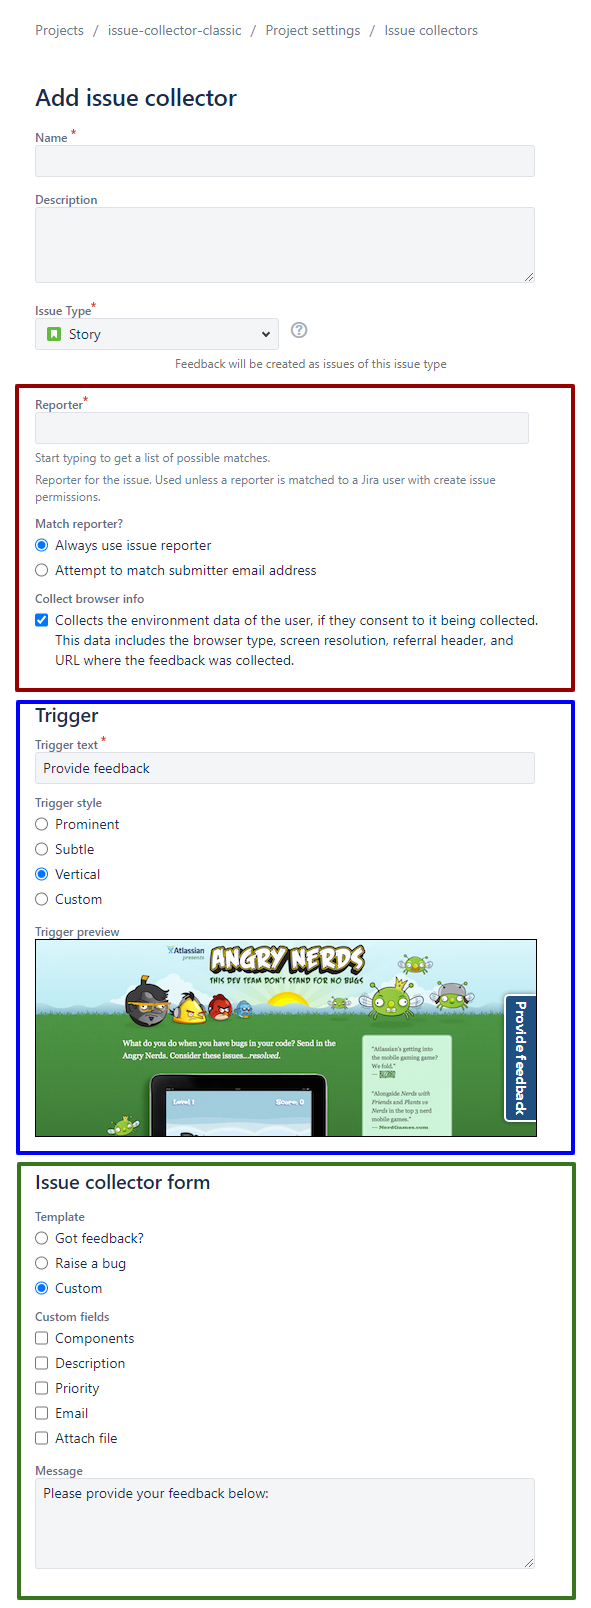 Projects / issue-collector-classic / Project settings / Issue collectors
Add issue collector
Name *
Description
Issue Type*
Story
Feedback will be created as issues of this issue type
Reporter*
Start typing to get a list of possible matches.
Reporter for the issue. Used unless a reporter is matched to a Jira user with create issue
permissions.
Match reporter?
Always use issue reporter
Attempt to match submitter email address
Collect browser info
Collects the environment data of the user, if they consent to it being collected.
This data includes the browser type, screen resolution, referral header, and
URL where the feedback was collected.
Trigger
Trigger text *
Provide feedback
Trigger style
Prominent
Subtle
Vertical
Custom
Trigger preview
Atlassian
presents
ANGRY NERDS
THIS DEV TEAM DON'T STAND FOR NO BUGS
What do you do when you have bugs in your code? Send in the
Angry Nerds. Consider these issues...resolved.
"Atlassian's getting into
the mobile gaming game?
We fold."
— BLIZZARD
"Alongside Nerds with
Friends and Plants vs
Nerds in the top 3 nerd
mobile games."
— NerdGames.com
Level 1
Score: 0
Provide feedback
Issue collector form
Template
Got feedback?
Raise a bug
Custom
Custom fields
Components
Description
Priority
Email
Attach file
Message
Please provide your feedback below: